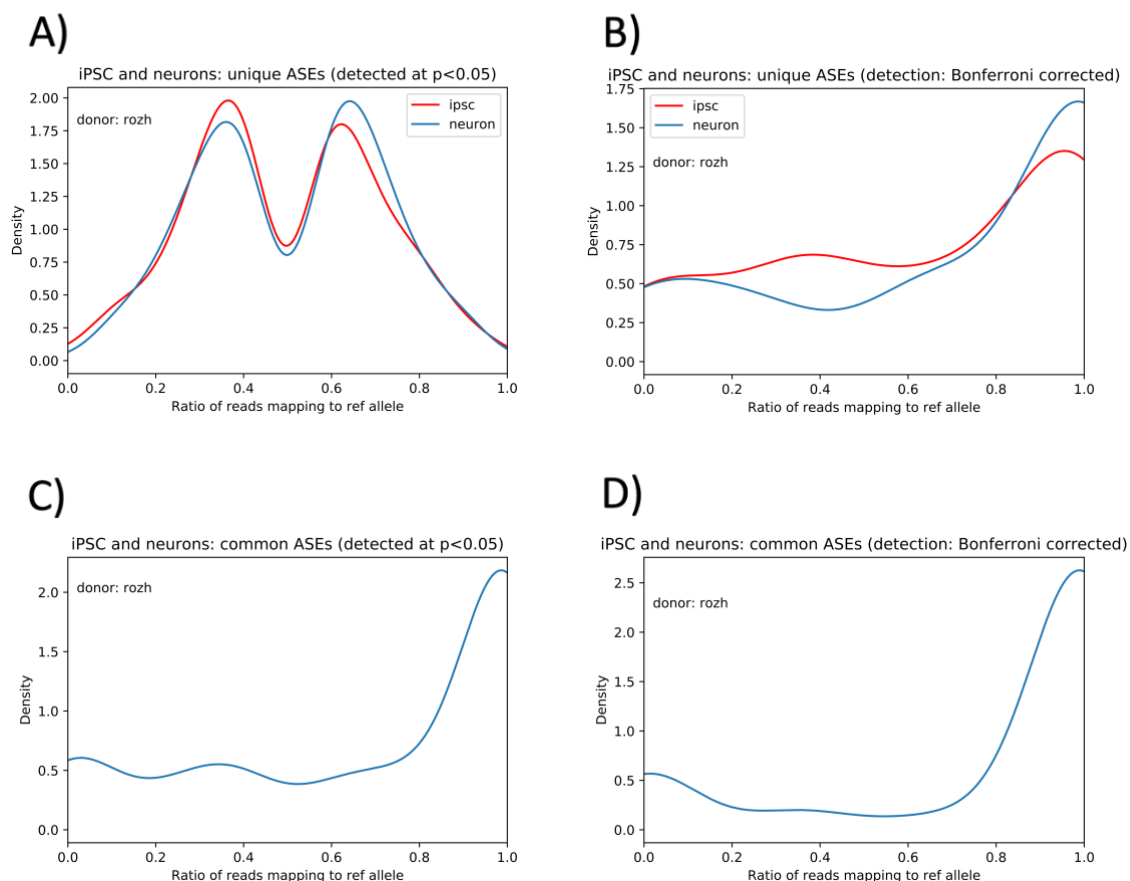 A)
iPSC and neurons: unique ASEs (detected at p<0.05)
donor: rozh
ipsc
neuron
2.00
1.75
1.50
1.25
1.00
0.75
0.50
0.25
0.00
Density
0.0 0.2 0.4 0.6 0.8 1.0
Ratio of reads mapping to ref allele
B)
iPSC and neurons: unique ASEs (detection: Bonferroni corrected)
ipsc
neuron
donor: rozh
1.75
1.50
1.25
1.00
0.75
0.50
0.25
0.00
Density
0.0 0.2 0.4 0.6 0.8 1.0
Ratio of reads mapping to ref allele
C)
iPSC and neurons: common ASEs (detected at p<0.05)
donor: rozh
2.0
1.5
1.0
0.5
0.0
Density
0.0 0.2 0.4 0.6 0.8 1.0
Ratio of reads mapping to ref allele
D)
iPSC and neurons: common ASEs (detection: Bonferroni corrected)
donor: rozh
2.5
2.0
1.5
1.0
0.5
0.0
Density
0.0 0.2 0.4 0.6 0.8 1.0
Ratio of reads mapping to ref allele